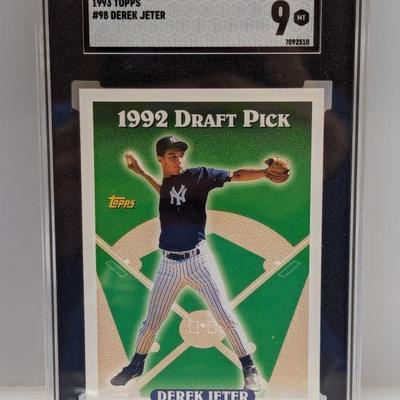 1993 TOPPS
#98 DEREK JETER
9 MT
7092510
1992 DRAFT PICK
NY
TOPPS
DEREK JETER